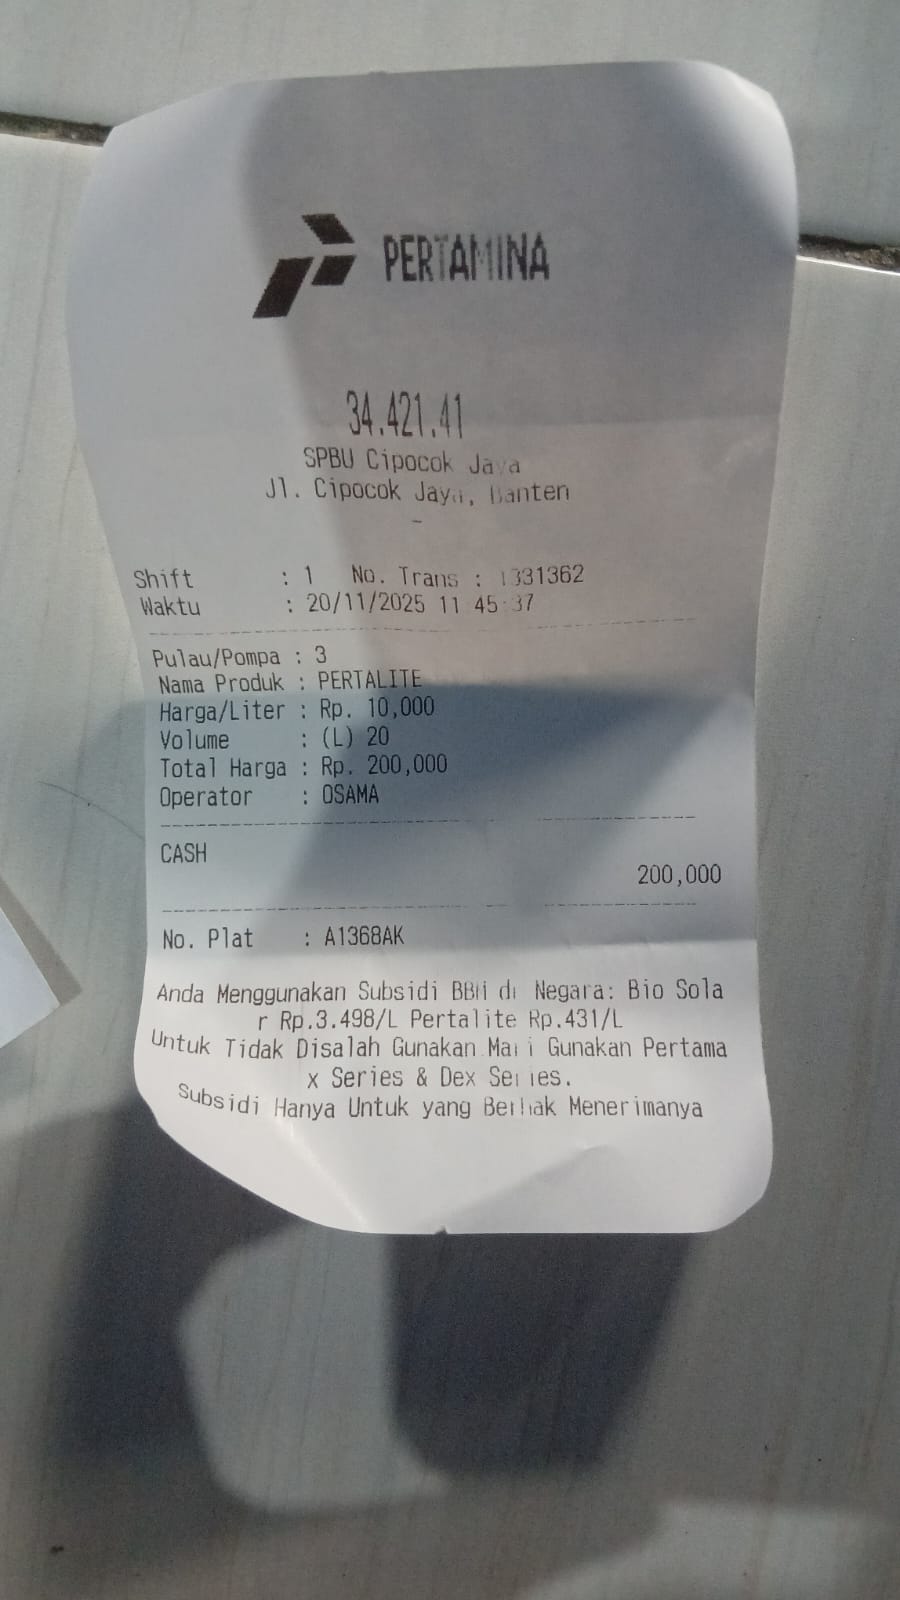 PERTAMINA
34.421.41
SPBU Cipocok Jaya
Jl. Cipocok Jaya, Banten
-
Shift : 1 No. Trans : 1331362
Waktu : 20/11/2025 11:45:37
Pulau/Pompa : 3
Nama Produk : PERTALITE
Harga/Liter : Rp. 10,000
Volume : (L) 20
Total Harga : Rp. 200,000
Operator : OSAMA
CASH
200,000
No. Plat : A1368AK
Anda Menggunakan Subsidi BBM dr Negara: Bio Sola
r Rp.3.498/L Pertalite Rp.431/L
Untuk Tidak Disalah Gunakan Mari Gunakan Pertama
x Series & Dex Series.
Subsidi Hanya Untuk yang Berhak Menerimanya